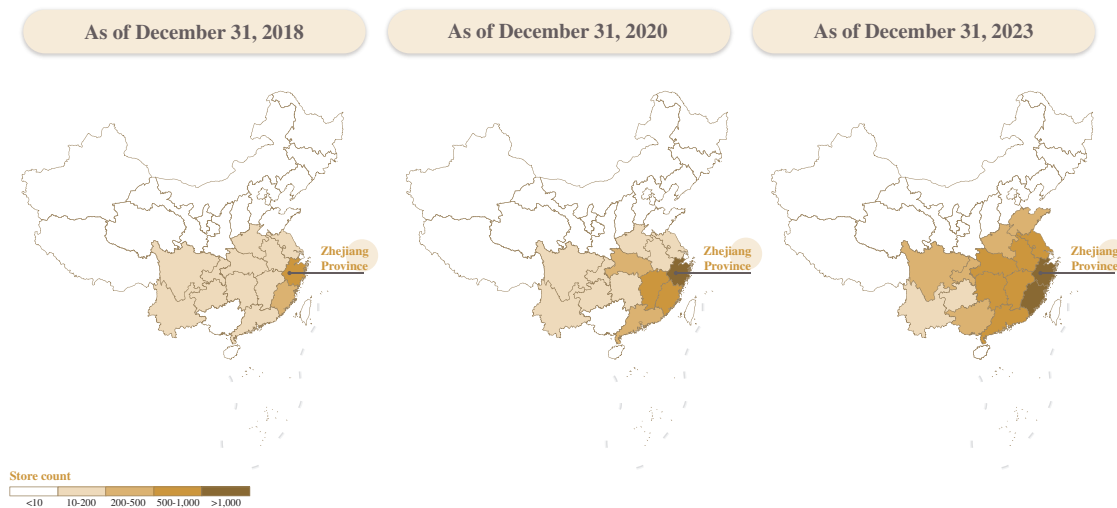 As of December 31, 2018
As of December 31, 2020
As of December 31, 2023
Zhejiang
Province
Zhejiang
Province
Zhejiang
Province
Store count
<10 10-200 200-500 500-1,000 >1,000